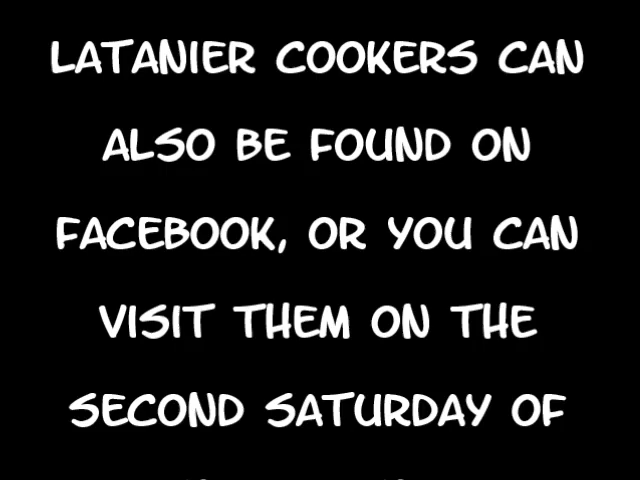 LATANIER COOKERS CAN
ALSO BE FOUND ON
FACEBOOK, OR YOU CAN
VISIT THEM ON THE
SECOND SATURDAY OF